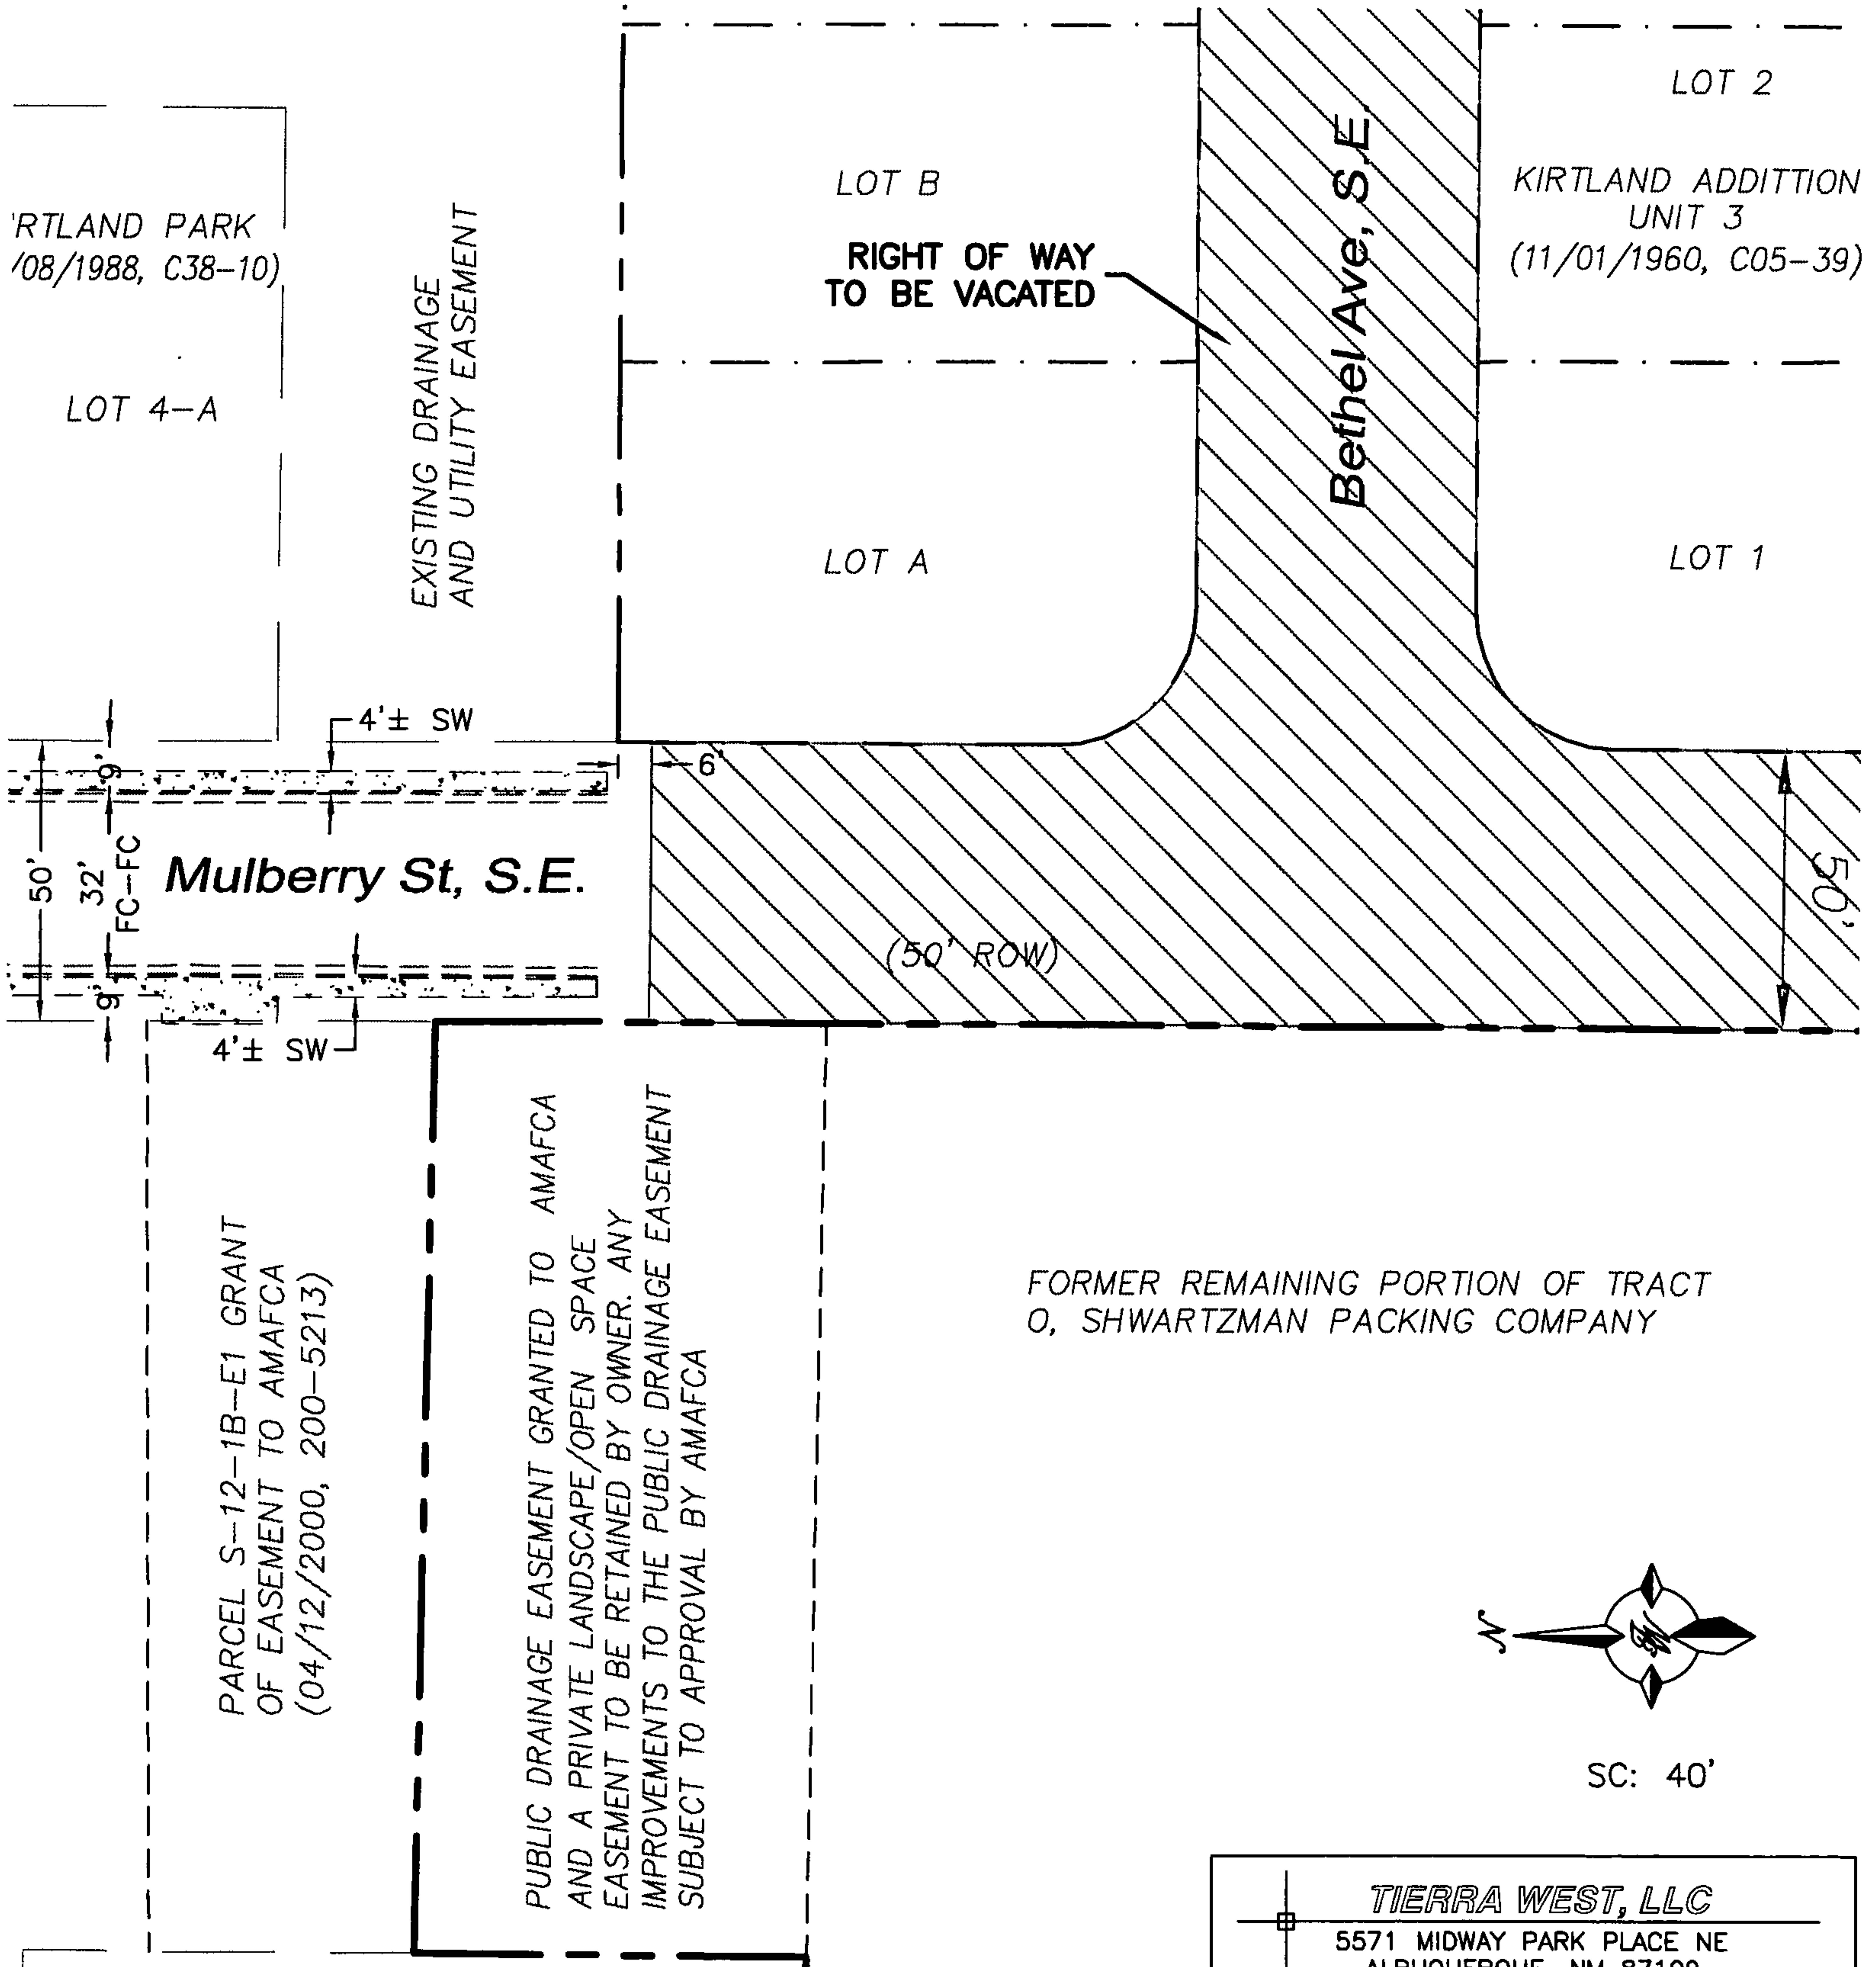 LOT 2
KIRTLAND ADDITTION
UNIT 3
(11/01/1960, C05-39)
LOT B
RIGHT OF WAY
TO BE VACATED
Bethel Ave, S.E.
'RTLAND PARK
/08/1988, C38-10)
LOT 4-A
EXISTING DRAINAGE
AND UTILITY EASEMENT
LOT A
LOT 1
4'± SW
9'
6'
50'
32'
FC-FC
Mulberry St, S.E.
(50' ROW)
50'
9'
4'± SW
PARCEL S-12-1B-E1 GRANT
OF EASEMENT TO AMAFCA
(04/12/2000, 200-5213)
PUBLIC DRAINAGE EASEMENT GRANTED TO AMAFCA
AND A PRIVATE LANDSCAPE/OPEN SPACE
EASEMENT TO BE RETAINED BY OWNER. ANY
IMPROVEMENTS TO THE PUBLIC DRAINAGE EASEMENT
SUBJECT TO APPROVAL BY AMAFCA
FORMER REMAINING PORTION OF TRACT
O, SHWARTZMAN PACKING COMPANY
N
SC: 40'
TIERRA WEST, LLC
5571 MIDWAY PARK PLACE NE
ALBUQUERQUE, NM 87109